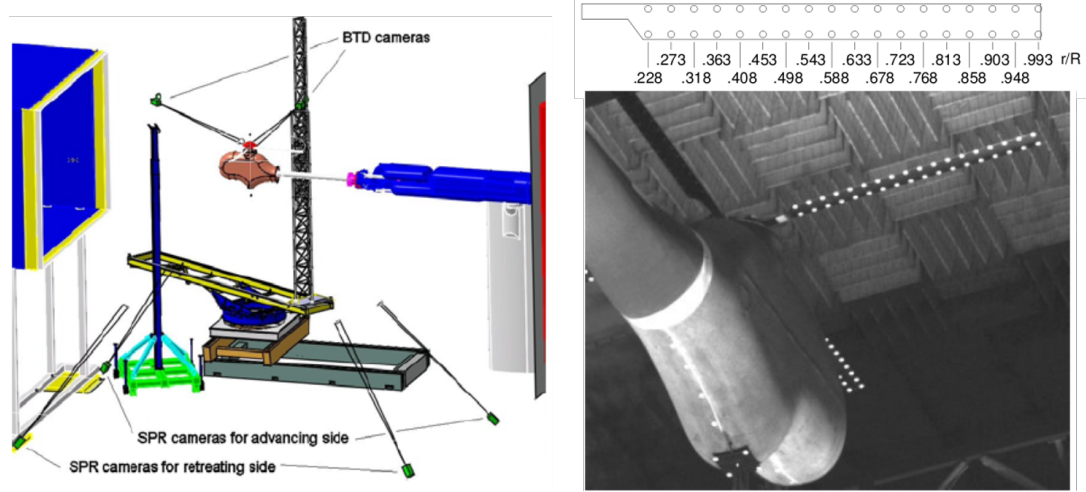 BTD cameras
SPR cameras for advancing side
SPR cameras for retreating side
.273 .363 .453 .543 .633 .723 .813 .903 .993 r/R
.228 .318 .408 .498 .588 .678 .768 .858 .948